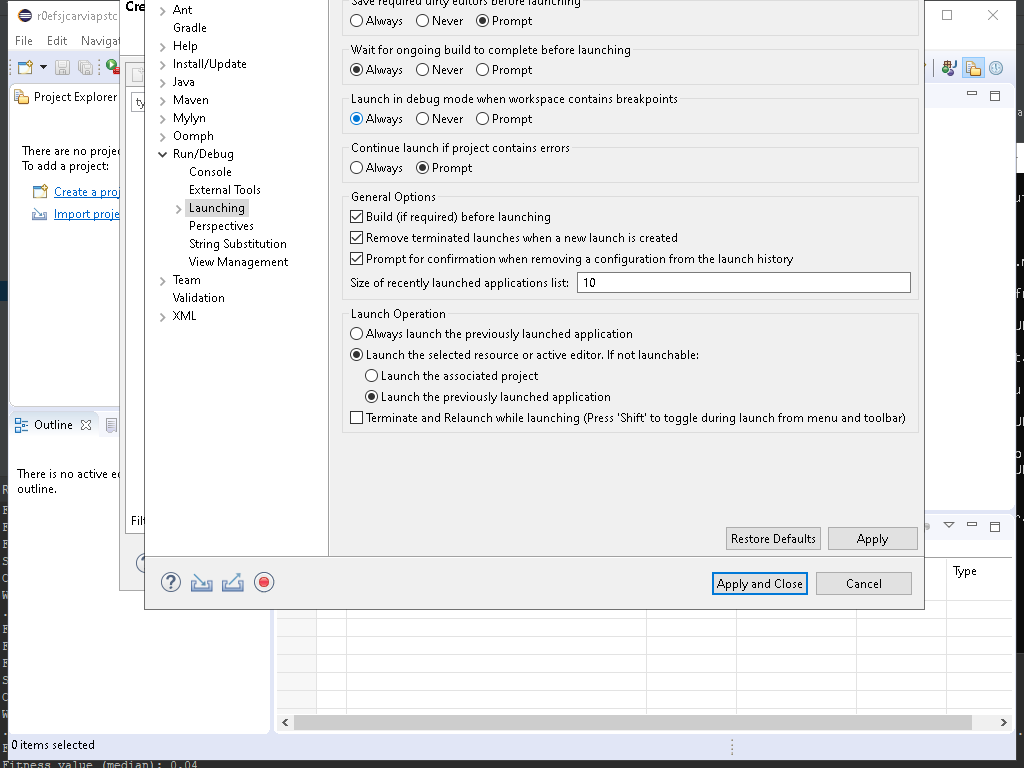 r0efsjcarviapstc
Cre
File Edit Navigat
Project Explorer
There are no projec
To add a project:
Create a proj
Import proje
Outline
There is no active ed
outline.
0 items selected
Fitness value (median): 0.04
ty
Filt
Ant
Gradle
Help
Install/Update
Java
Maven
Mylyn
Oomph
Run/Debug
Console
External Tools
Launching
Perspectives
String Substitution
View Management
Team
Validation
XML
Save required dirty editors before launching
Always Never Prompt
Wait for ongoing build to complete before launching
Always Never Prompt
Launch in debug mode when workspace contains breakpoints
Always Never Prompt
Continue launch if project contains errors
Always Prompt
General Options
Build (if required) before launching
Remove terminated launches when a new launch is created
Prompt for confirmation when removing a configuration from the launch history
Size of recently launched applications list: 10
Launch Operation
Always launch the previously launched application
Launch the selected resource or active editor. If not launchable:
Launch the associated project
Launch the previously launched application
Terminate and Relaunch while launching (Press 'Shift' to toggle during launch from menu and toolbar)
Restore Defaults Apply
Apply and Close Cancel
Type